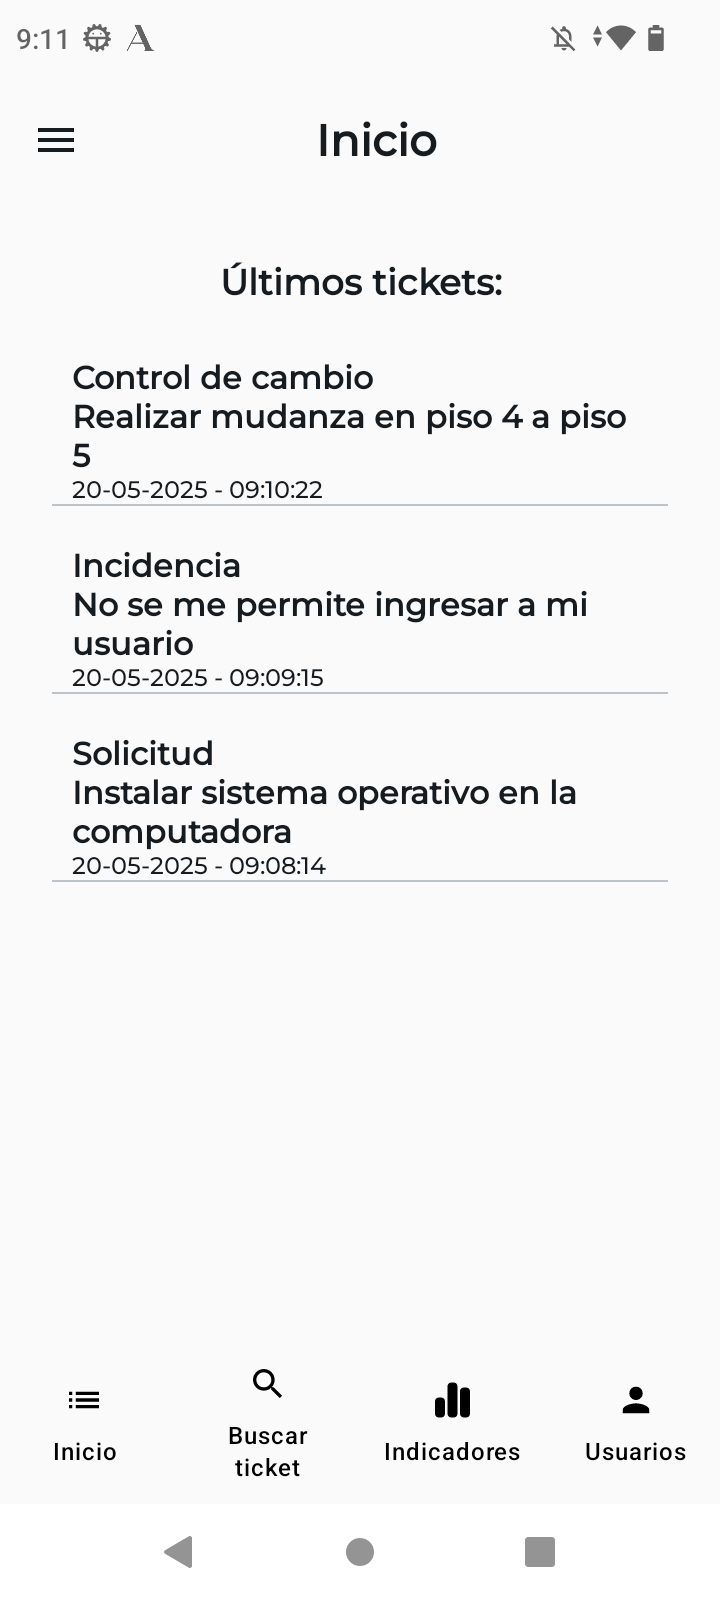 9:11
Inicio
Últimos tickets:
Control de cambio
Realizar mudanza en piso 4 a piso
5
20-05-2025 - 09:10:22
Incidencia
No se me permite ingresar a mi
usuario
20-05-2025 - 09:09:15
Solicitud
Instalar sistema operativo en la
computadora
20-05-2025 - 09:08:14
Inicio
Buscar
ticket
Indicadores
Usuarios